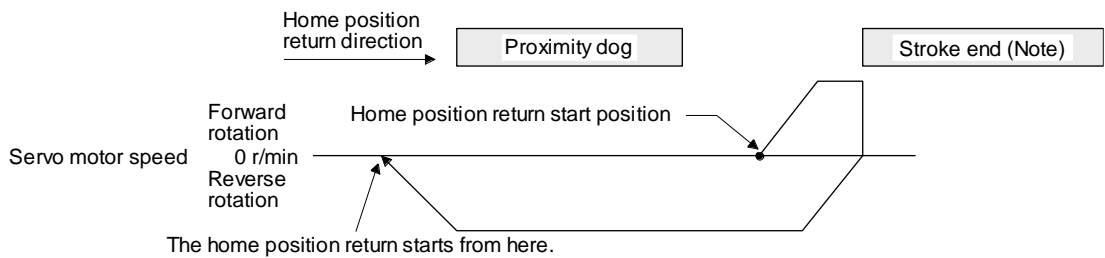 Home position
return direction
Proximity dog
Stroke end (Note)
Forward
rotation
Home position return start position
Servo motor speed 0 r/min
Reverse
rotation
The home position return starts from here.